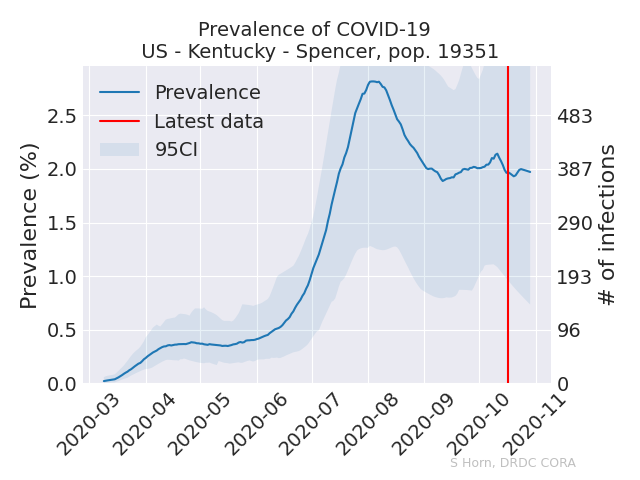 Prevalence of COVID-19
US - Kentucky - Spencer, pop. 19351
Prevalence
Latest data
95CI
Prevalence (%)
2.5
2.0
1.5
1.0
0.5
0.0
483
387
290
193
96
0
# of infections
2020-03
2020-04
2020-05
2020-06
2020-07
2020-08
2020-09
2020-10
2020-11
S Horn, DRDC CORA